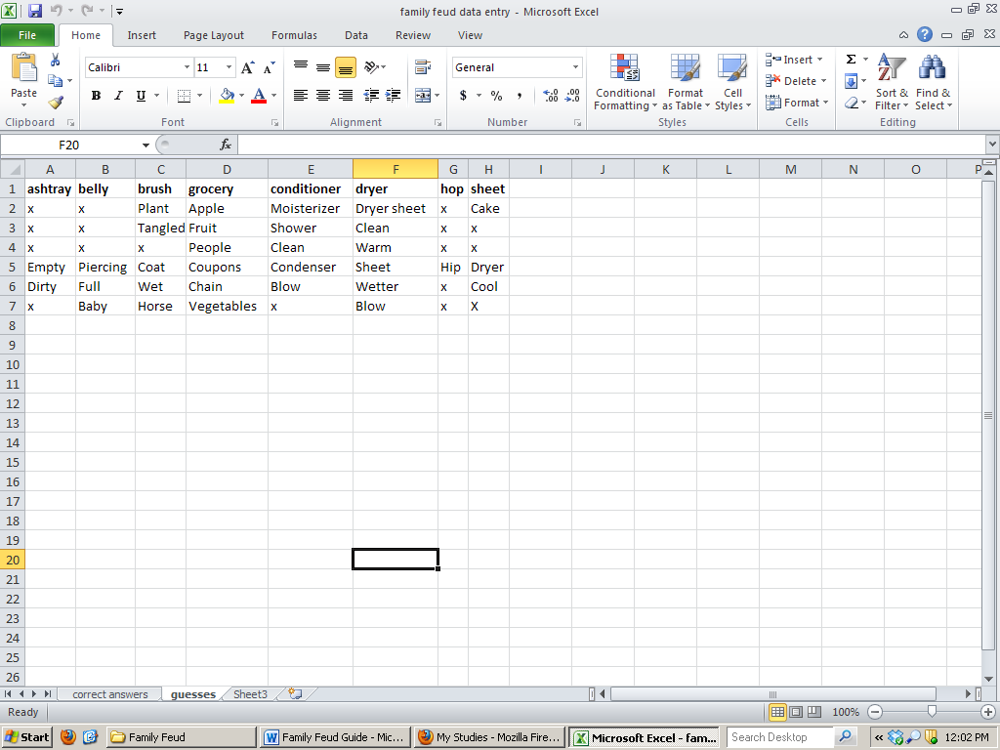 family feud data entry - Microsoft Excel
File Home Insert Page Layout Formulas Data Review View
Paste
Calibri 11
B I U A
General
$ % ,
Conditional Formatting
Format as Table
Cell Styles
Insert
Delete
Format
Σ
Sort & Filter
Find & Select
Clipboard Font Alignment Number Styles Cells Editing
F20 fx
A B C D E F G H I J K L M N O P
1 ashtray belly brush grocery conditioner dryer hop sheet
2 x x Plant Apple Moisterizer Dryer sheet x Cake
3 x x Tangled Fruit Shower Clean x x
4 x x x People Clean Warm x x
5 Empty Piercing Coat Coupons Condenser Sheet Hip Dryer
6 Dirty Full Wet Chain Blow Wetter x Cool
7 x Baby Horse Vegetables x Blow x X
8
9
10
11
12
13
14
15
16
17
18
19
20
21
22
23
24
25
26
correct answers guesses Sheet3
Ready 100%
Start Family Feud Family Feud Guide - Mic... My Studies - Mozilla Fire... Microsoft Excel - fam... Search Desktop « 12:02 PM